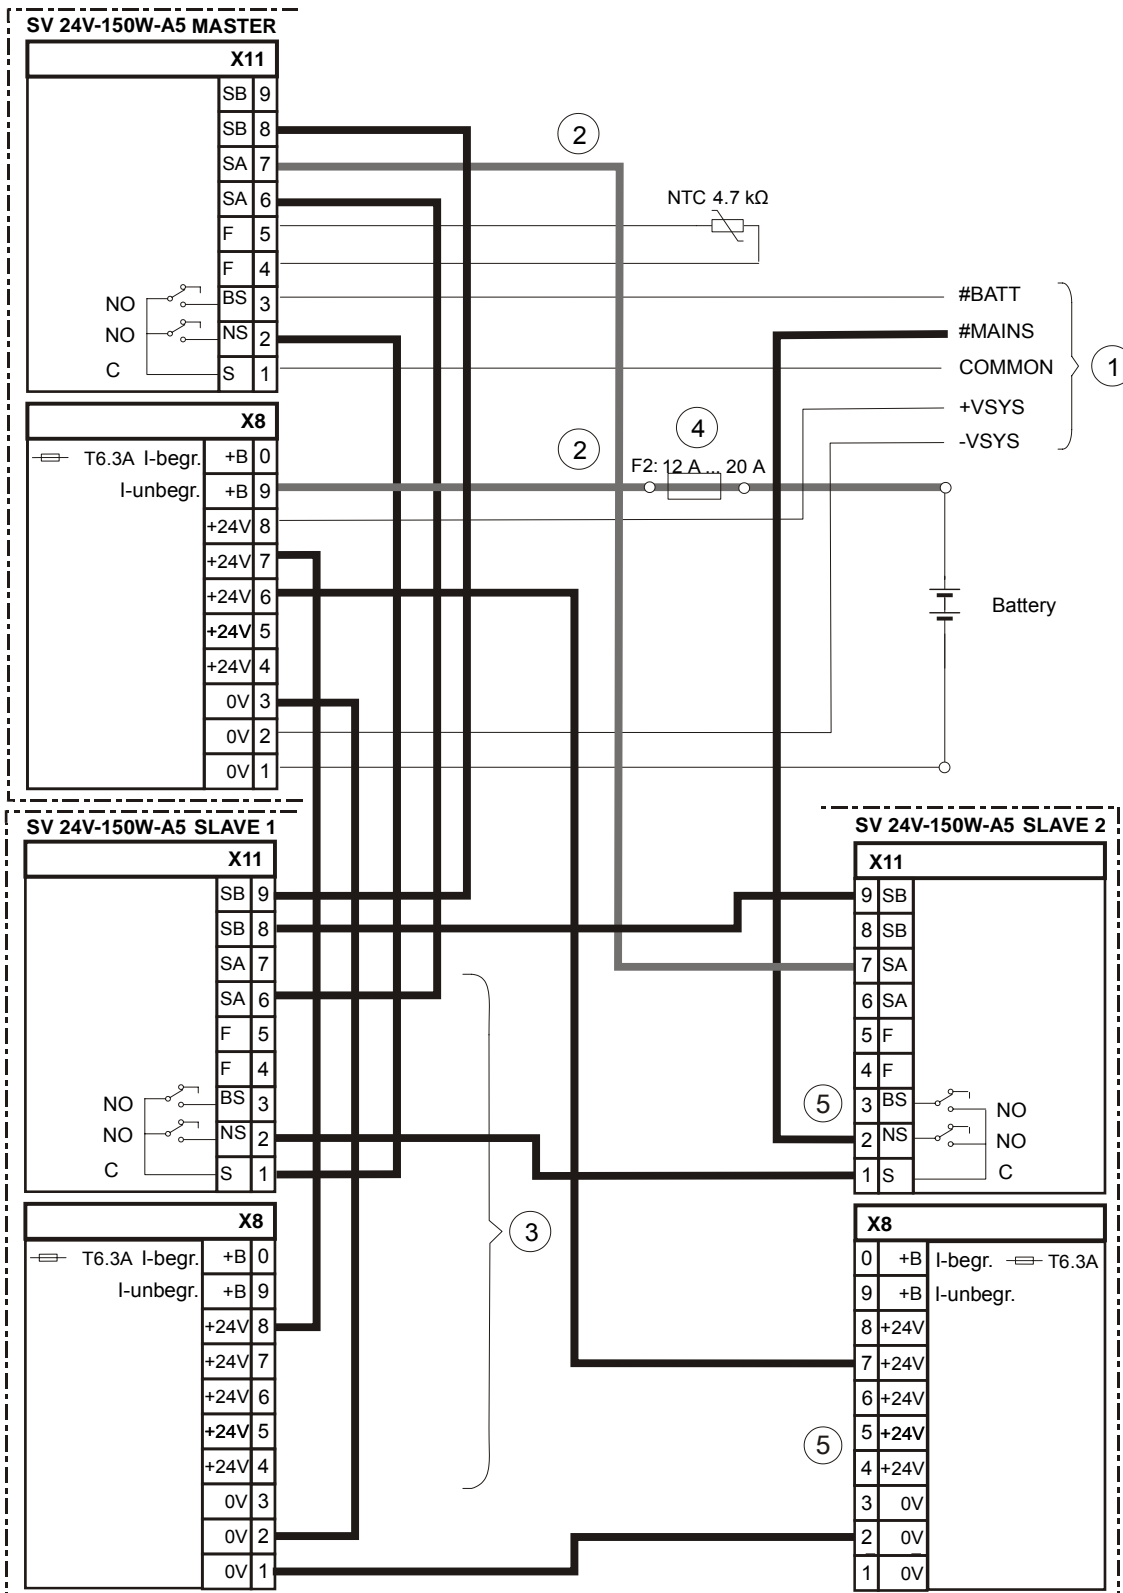 SV 24V-150W-A5 MASTER
X11
SB 9
SB 8
SA 7
SA 6
F 5
F 4
NO BS 3
NO NS 2
C S 1
2
NTC 4.7 kΩ
#BATT
#MAINS
COMMON
+VSYS
-VSYS
1
X8
T6.3A I-begr. +B 0
I-unbegr. +B 9
+24V 8
+24V 7
+24V 6
+24V 5
+24V 4
0V 3
0V 2
0V 1
2
4
F2: 12 A ... 20 A
Battery
SV 24V-150W-A5 SLAVE 1
X11
SB 9
SB 8
SA 7
SA 6
F 5
F 4
NO BS 3
NO NS 2
C S 1
X8
T6.3A I-begr. +B 0
I-unbegr. +B 9
+24V 8
+24V 7
+24V 6
+24V 5
+24V 4
0V 3
0V 2
0V 1
3
SV 24V-150W-A5 SLAVE 2
X11
9 SB
8 SB
7 SA
6 SA
5 F
4 F
5
3 BS NO
2 NS NO
1 S C
X8
0 +B I-begr. T6.3A
9 +B I-unbegr.
8 +24V
7 +24V
6 +24V
5
5 +24V
4 +24V
3 0V
2 0V
1 0V